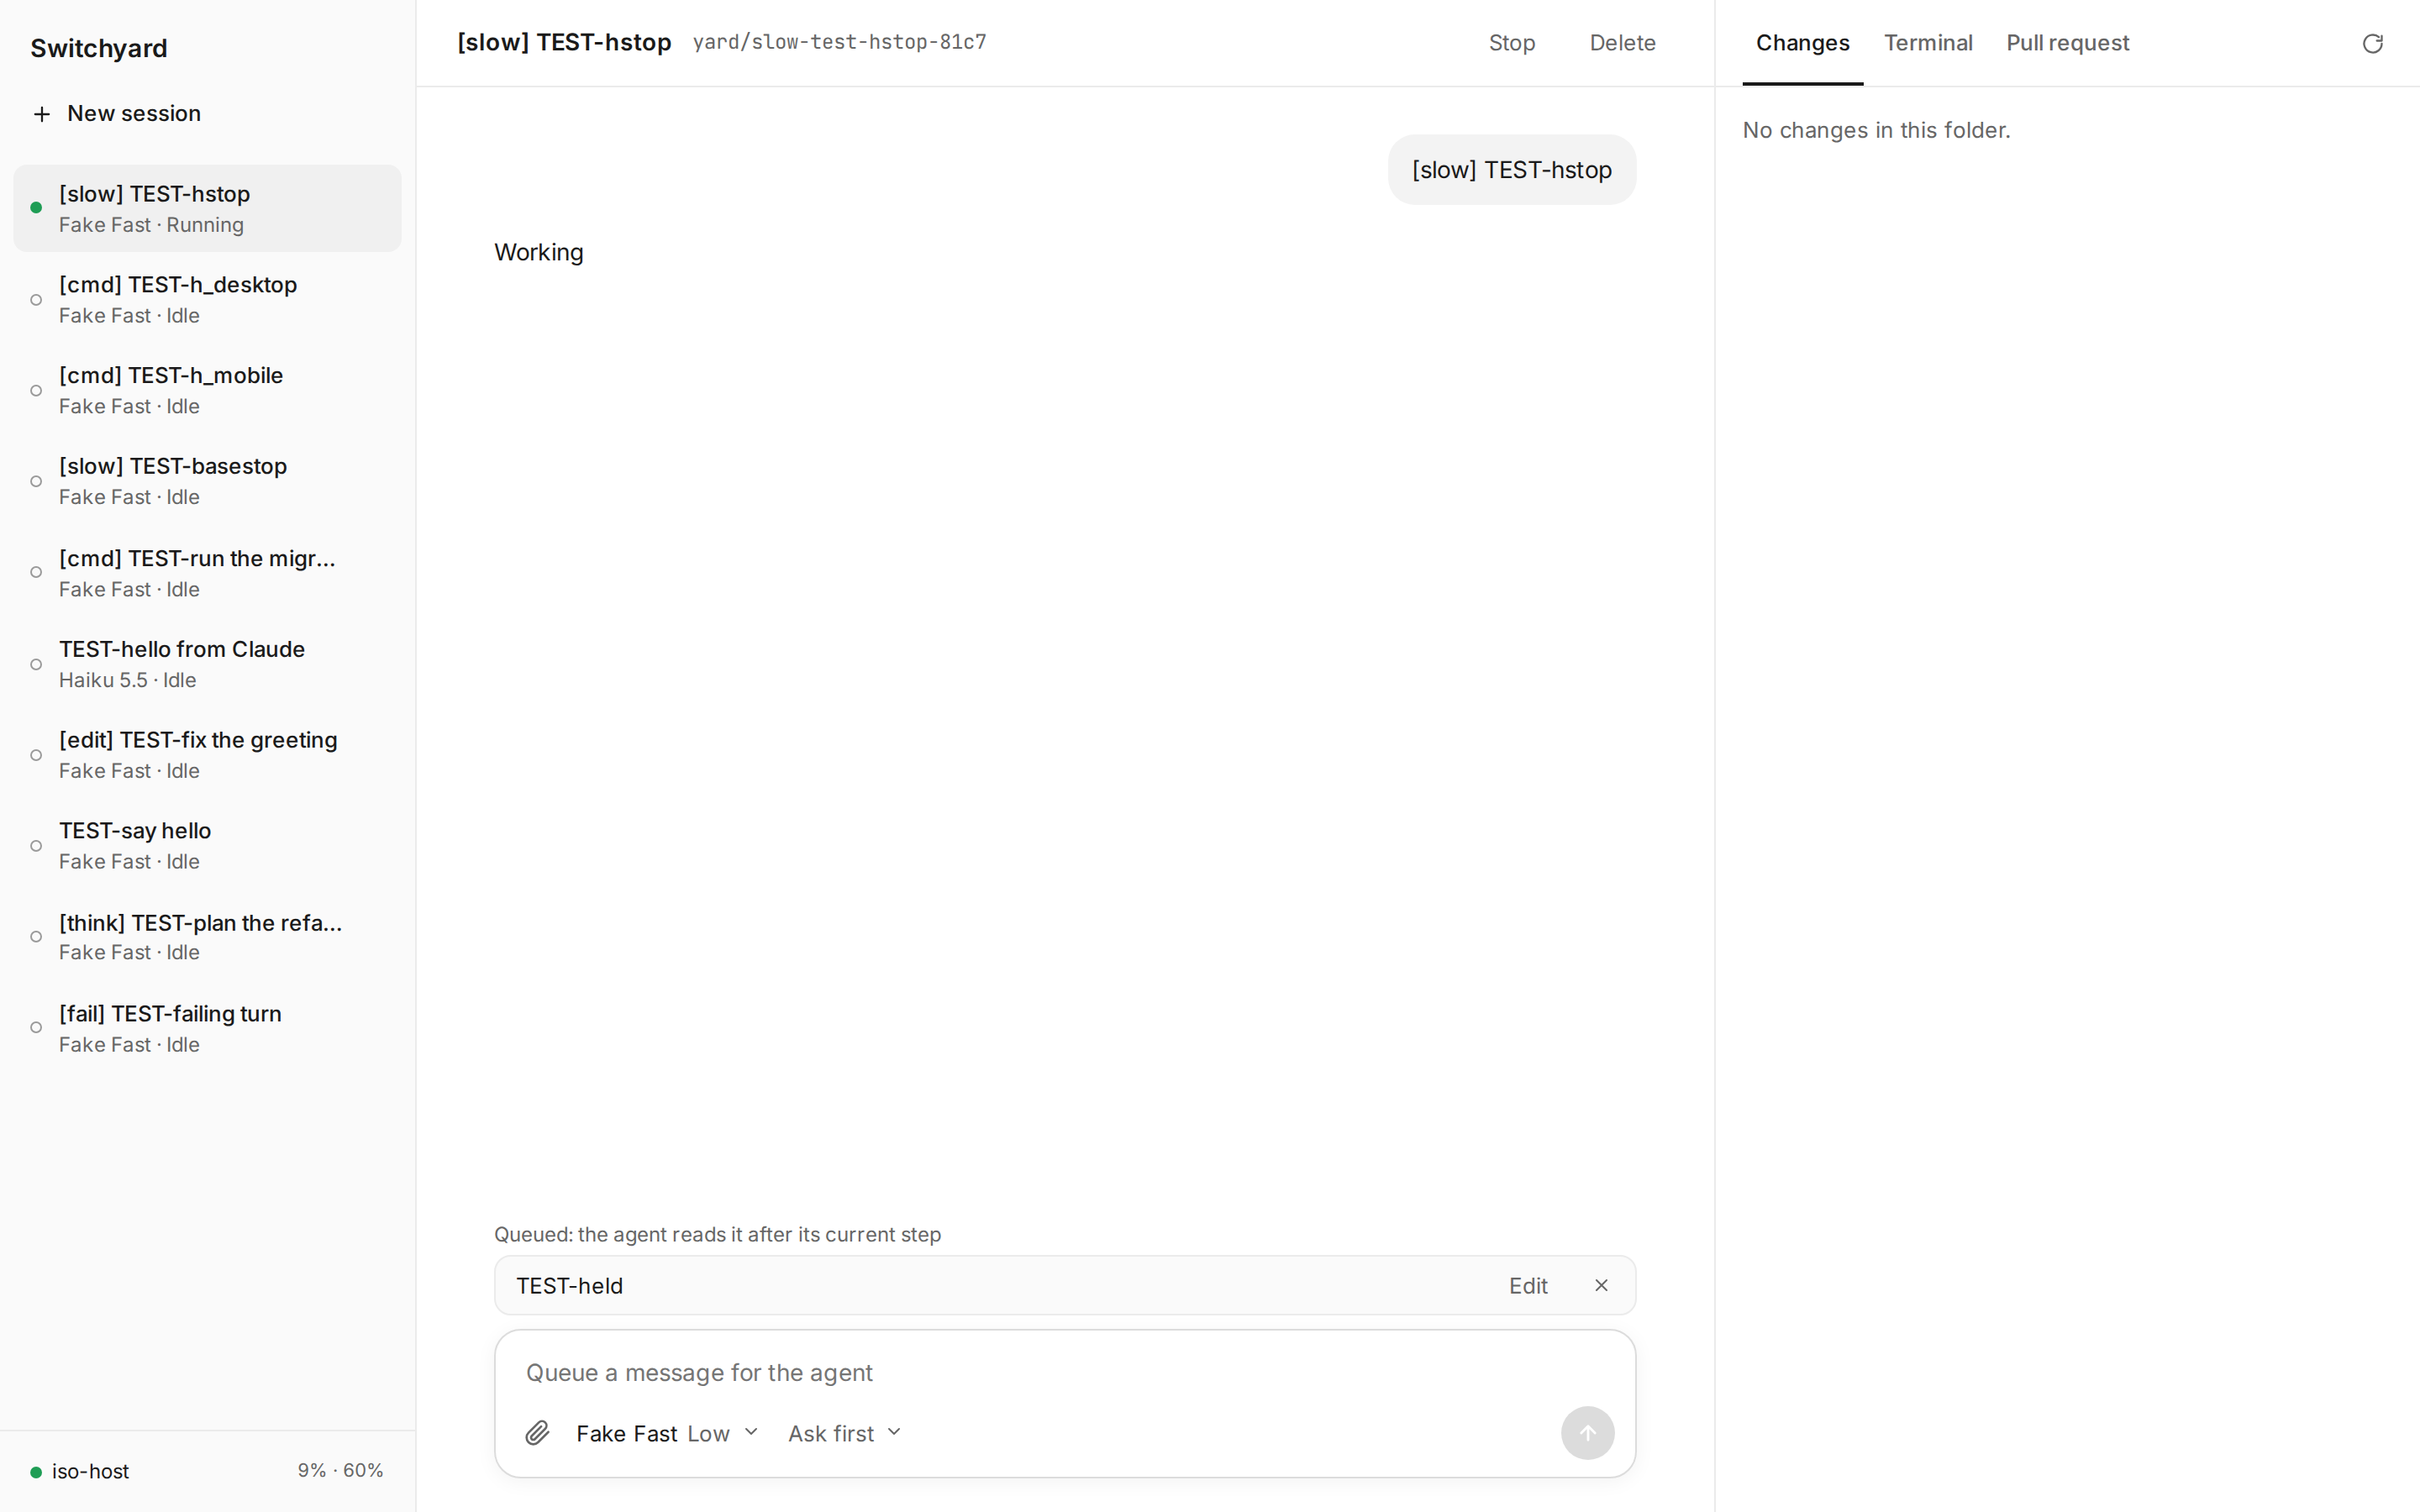 Switchyard
New session
[slow] TEST-hstop
Fake Fast · Running
[cmd] TEST-h_desktop
Fake Fast · Idle
[cmd] TEST-h_mobile
Fake Fast · Idle
[slow] TEST-basestop
Fake Fast · Idle
[cmd] TEST-run the migr...
Fake Fast · Idle
TEST-hello from Claude
Haiku 5.5 · Idle
[edit] TEST-fix the greeting
Fake Fast · Idle
TEST-say hello
Fake Fast · Idle
[think] TEST-plan the refa...
Fake Fast · Idle
[fail] TEST-failing turn
Fake Fast · Idle
iso-host 9% · 60%
[slow] TEST-hstop yard/slow-test-hstop-81c7 Stop Delete
[slow] TEST-hstop
Working
Queued: the agent reads it after its current step
TEST-held Edit
Queue a message for the agent
Fake Fast Low Ask first
Changes Terminal Pull request
No changes in this folder.